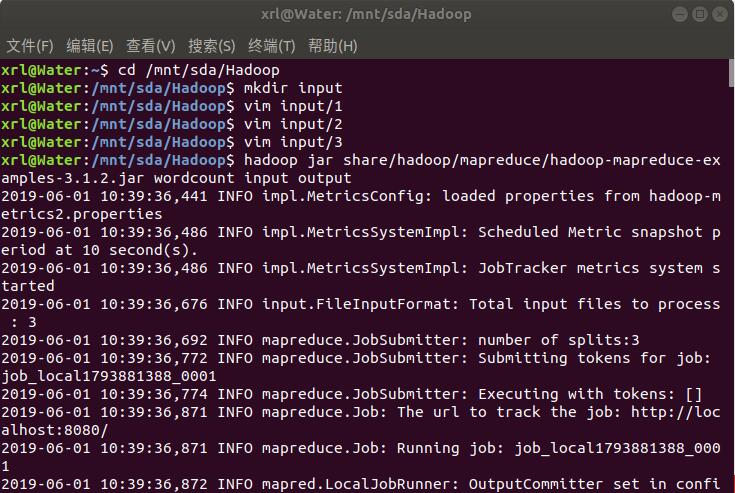 xrl@Water: /mnt/sda/Hadoop
文件(F) 编辑(E) 查看(V) 搜索(S) 终端(T) 帮助(H)
xrl@Water:~$ cd /mnt/sda/Hadoop
xrl@Water:/mnt/sda/Hadoop$ mkdir input
xrl@Water:/mnt/sda/Hadoop$ vim input/1
xrl@Water:/mnt/sda/Hadoop$ vim input/2
xrl@Water:/mnt/sda/Hadoop$ vim input/3
xrl@Water:/mnt/sda/Hadoop$ hadoop jar share/hadoop/mapreduce/hadoop-mapreduce-ex
amples-3.1.2.jar wordcount input output
2019-06-01 10:39:36,441 INFO impl.MetricsConfig: loaded properties from hadoop-m
etrics2.properties
2019-06-01 10:39:36,486 INFO impl.MetricsSystemImpl: Scheduled Metric snapshot p
eriod at 10 second(s).
2019-06-01 10:39:36,486 INFO impl.MetricsSystemImpl: JobTracker metrics system s
tarted
2019-06-01 10:39:36,676 INFO input.FileInputFormat: Total input files to process
 : 3
2019-06-01 10:39:36,692 INFO mapreduce.JobSubmitter: number of splits:3
2019-06-01 10:39:36,772 INFO mapreduce.JobSubmitter: Submitting tokens for job:
job_local1793881388_0001
2019-06-01 10:39:36,774 INFO mapreduce.JobSubmitter: Executing with tokens: []
2019-06-01 10:39:36,871 INFO mapreduce.Job: The url to track the job: http://loc
alhost:8080/
2019-06-01 10:39:36,871 INFO mapreduce.Job: Running job: job_local1793881388_000
1
2019-06-01 10:39:36,872 INFO mapred.LocalJobRunner: OutputCommitter set in confi